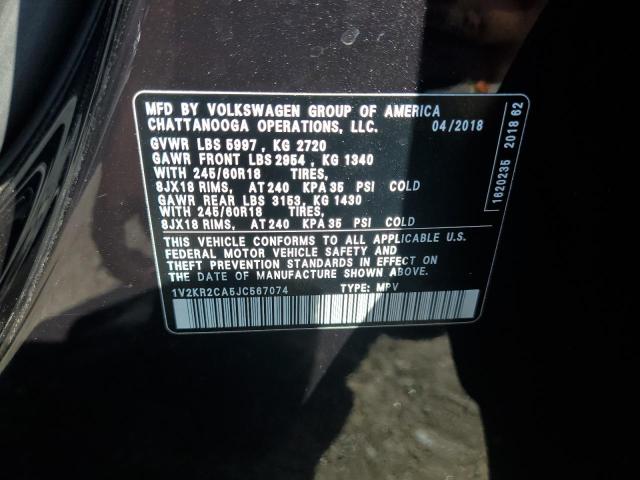 MFD BY VOLKSWAGEN GROUP OF AMERICA
CHATTANOOGA OPERATIONS, LLC. 04/2018
GVWR LBS 5997 , KG 2720
GAWR FRONT LBS 2954 , KG 1340
WITH 245/60R18 TIRES,
8JX18 RIMS, AT 240 KPA 35 PSI COLD
GAWR REAR LBS 3153, KG 1430
WITH 245/60R18 TIRES,
8JX18 RIMS, AT 240 KPA 35 PSI COLD
THIS VEHICLE CONFORMS TO ALL APPLICABLE U.S.
FEDERAL MOTOR VEHICLE SAFETY AND
THEFT PREVENTION STANDARDS IN EFFECT ON
THE DATE OF MANUFACTURE SHOWN ABOVE.
1V2KR2CA5JC567074 TYPE: MPV
1620235 2018 62